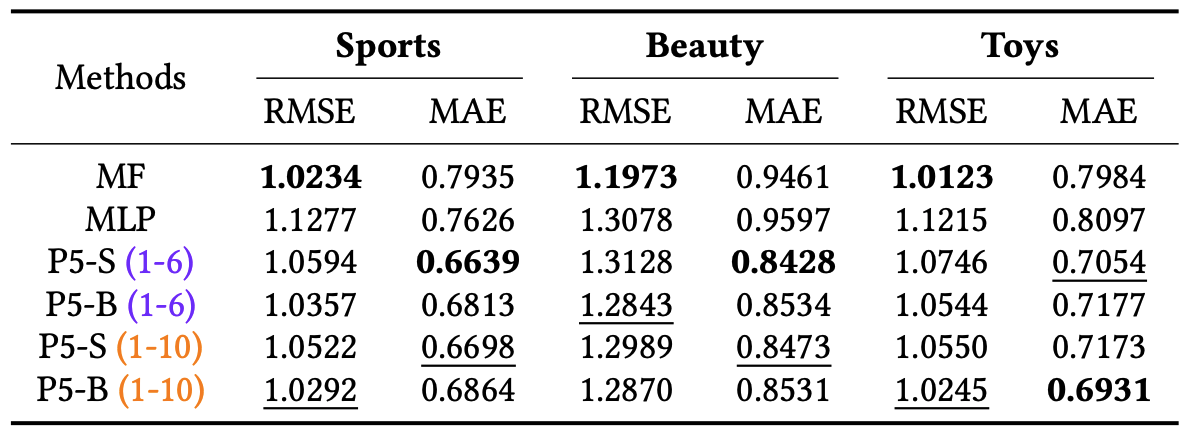 Methods Sports Beauty Toys
RMSE MAE RMSE MAE RMSE MAE
MF 1.0234 0.7935 1.1973 0.9461 1.0123 0.7984
MLP 1.1277 0.7626 1.3078 0.9597 1.1215 0.8097
P5-S (1-6) 1.0594 0.6639 1.3128 0.8428 1.0746 0.7054
P5-B (1-6) 1.0357 0.6813 1.2843 0.8534 1.0544 0.7177
P5-S (1-10) 1.0522 0.6698 1.2989 0.8473 1.0550 0.7173
P5-B (1-10) 1.0292 0.6864 1.2870 0.8531 1.0245 0.6931